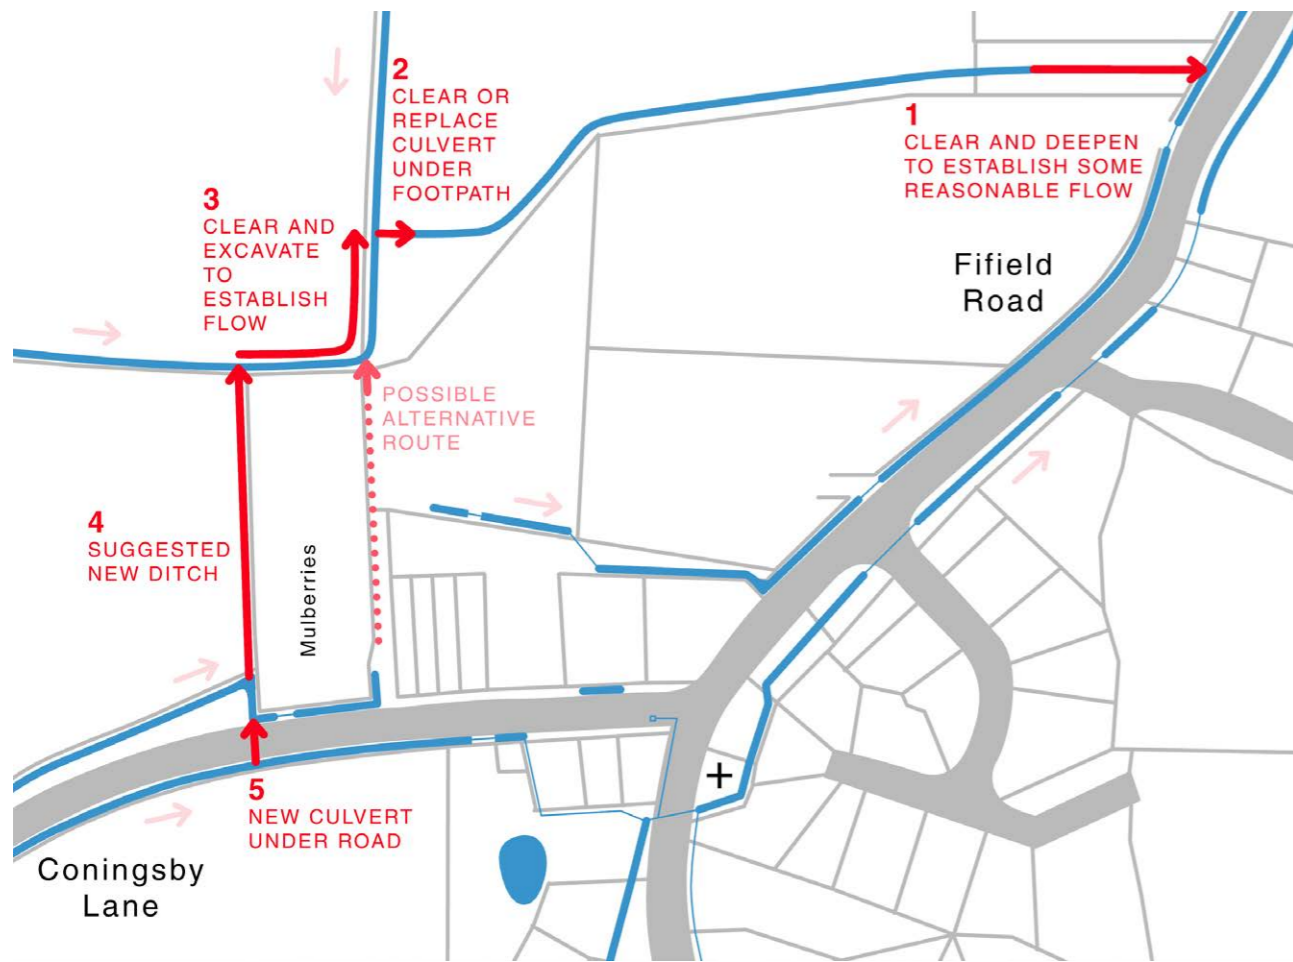 2
CLEAR OR
REPLACE
CULVERT
UNDER
FOOTPATH
1
CLEAR AND DEEPEN
TO ESTABLISH SOME
REASONABLE FLOW
3
CLEAR AND
EXCAVATE
TO
ESTABLISH
FLOW
Fifield
Road
POSSIBLE
ALTERNATIVE
ROUTE
4
SUGGESTED
NEW DITCH
Mulberries
5
NEW CULVERT
UNDER ROAD
Coningsby
Lane